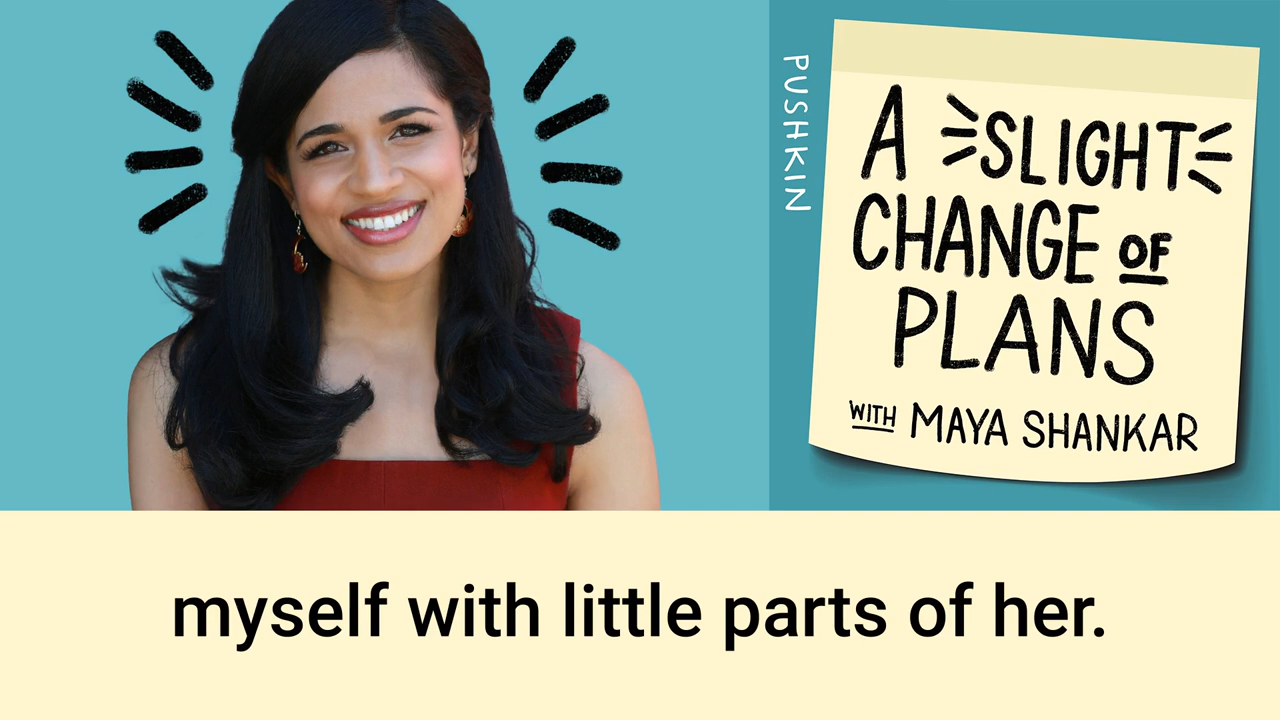 PUSHKIN
A SLIGHT
CHANGE OF
PLANS
WITH MAYA SHANKAR
myself with little parts of her.